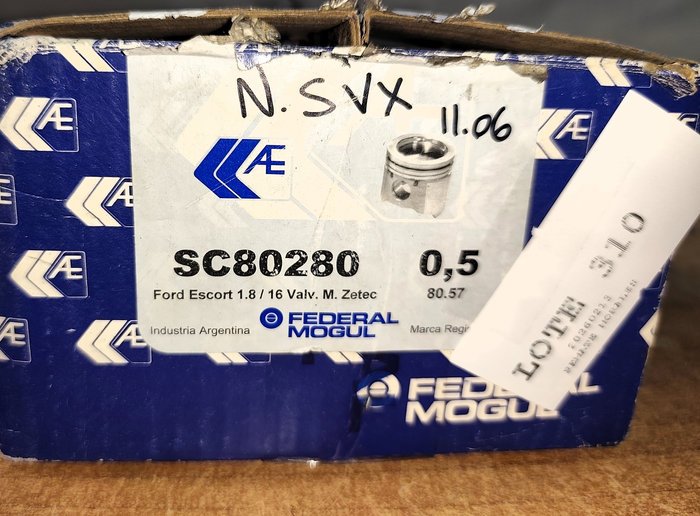 N. SVX
11.06
Æ
SC80280 0,5
Ford Escort 1.8 / 16 Valv. M. Zetec 80.57
Industria Argentina FEDERAL MOGUL Marca Regi
FEDERAL
MOGUL
LOTE 310
20260213
Æ
Æ
Æ
Æ